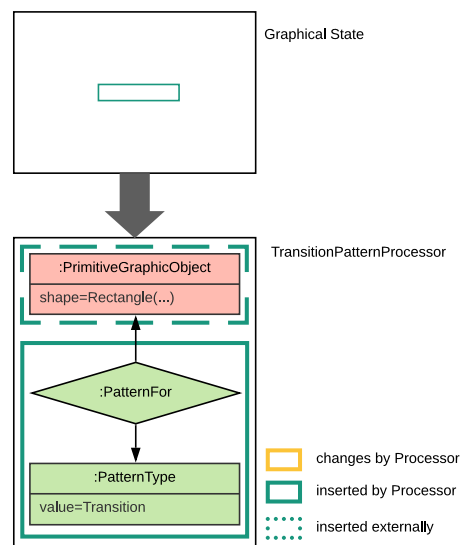 Graphical State
TransitionPatternProcessor
:PrimitiveGraphicObject
shape=Rectangle(...)
:PatternFor
:PatternType
value=Transition
changes by Processor
inserted by Processor
inserted externally